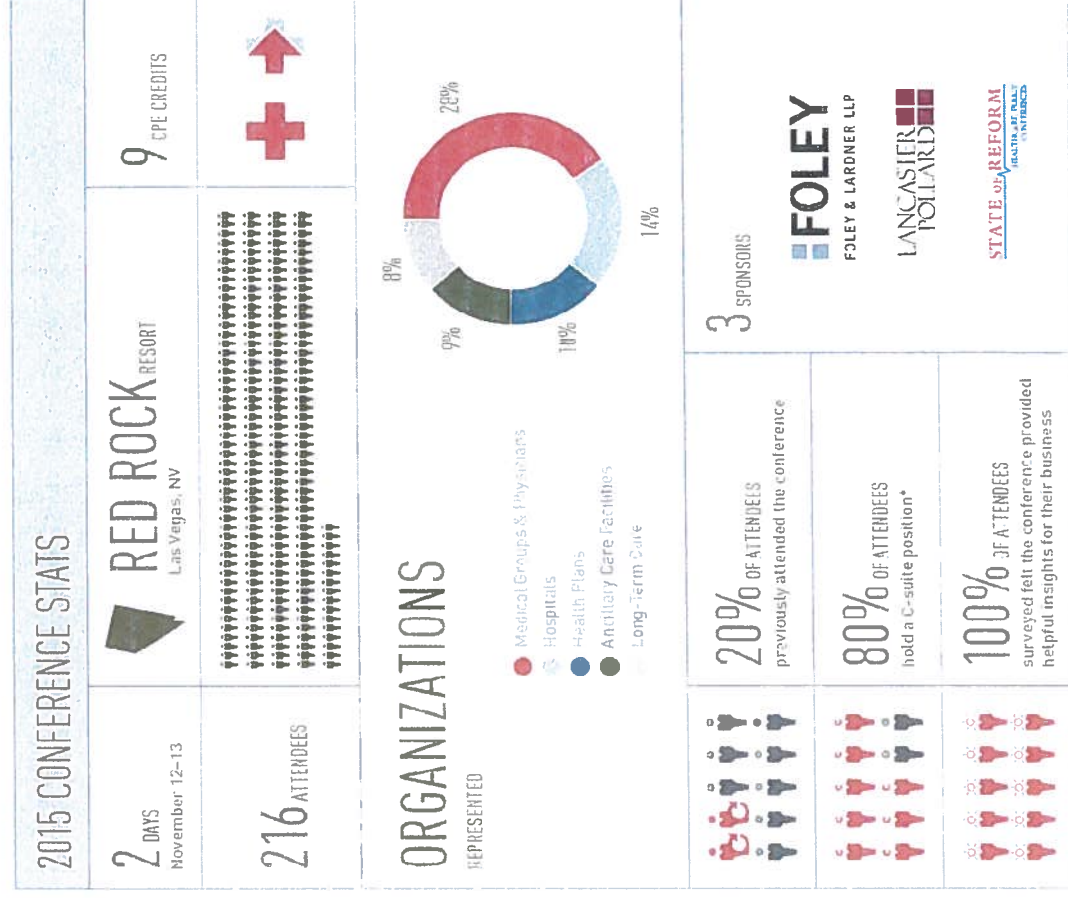 2015 CONFERENCE STATS
2 DAYS
November 12–13
RED ROCK RESORT
Las Vegas, NV
9 CPE CREDITS
216 ATTENDEES
ORGANIZATIONS
REPRESENTED
Medical Groups & Physicians
Hospitals
Health Plans
Ancillary Care Facilities
Long-Term Care
8%
28%
9%
10%
14%
20% OF ATTENDEES
previously attended the conference
80% OF ATTENDEES
hold a C-suite position*
100% OF ATTENDEES
surveyed felt the conference provided
helpful insights for their business
3 SPONSORS
FOLEY
FOLEY & LARDNER LLP
LANCASTER
POLLARD
STATE OF REFORM